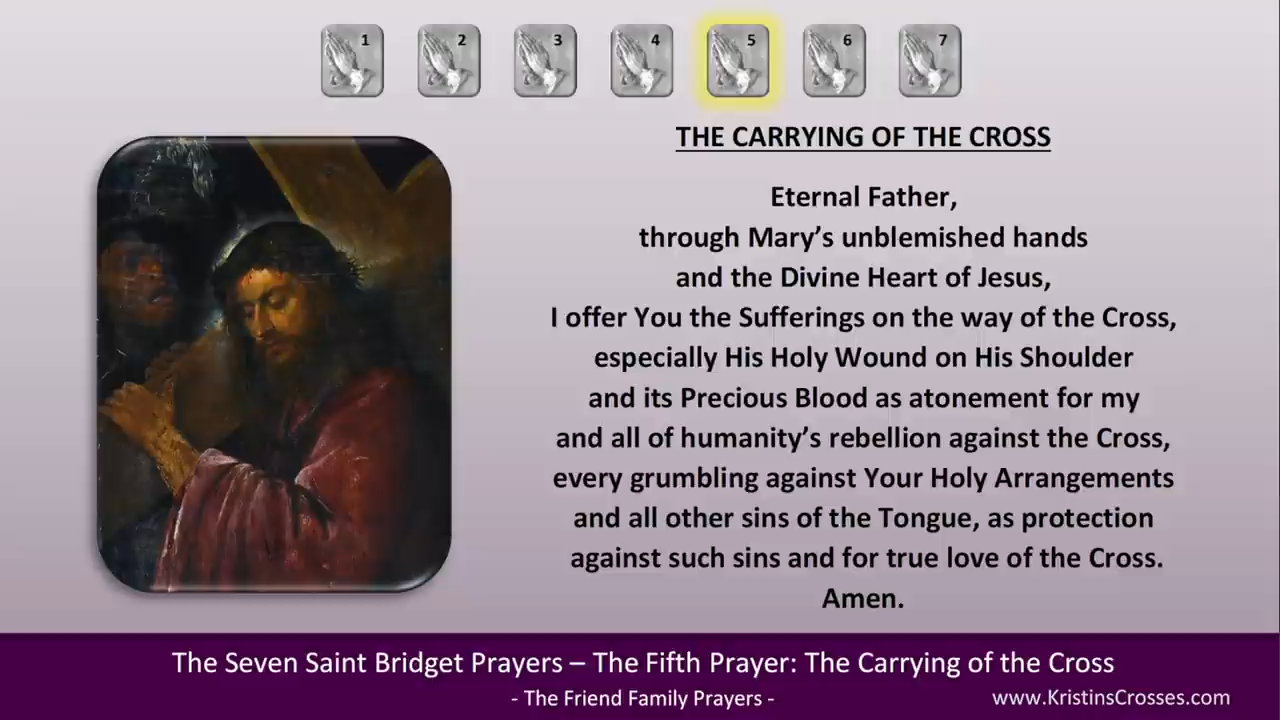 1 2 3 4 5 6 7
THE CARRYING OF THE CROSS
Eternal Father,
through Mary’s unblemished hands
and the Divine Heart of Jesus,
I offer You the Sufferings on the way of the Cross,
especially His Holy Wound on His Shoulder
and its Precious Blood as atonement for my
and all of humanity’s rebellion against the Cross,
every grumbling against Your Holy Arrangements
and all other sins of the Tongue, as protection
against such sins and for true love of the Cross.
Amen.
The Seven Saint Bridget Prayers – The Fifth Prayer: The Carrying of the Cross
- The Friend Family Prayers -
www.KristinsCrosses.com